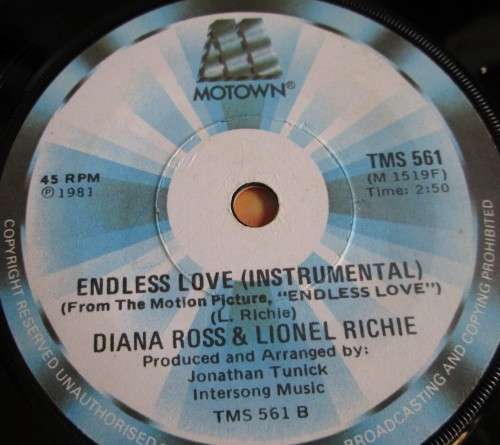 MOTOWN®
45 RPM
℗ 1981
TMS 561
(M 1519F)
Time: 2:50
ENDLESS LOVE (INSTRUMENTAL)
(From The Motion Picture, "ENDLESS LOVE")
(L. Richie)
DIANA ROSS & LIONEL RICHIE
Produced and Arranged by:
Jonathan Tunick
Intersong Music
TMS 561 B
COPYRIGHT RESERVED UNAUTHORISED
BROADCASTING AND COPYING PROHIBITED